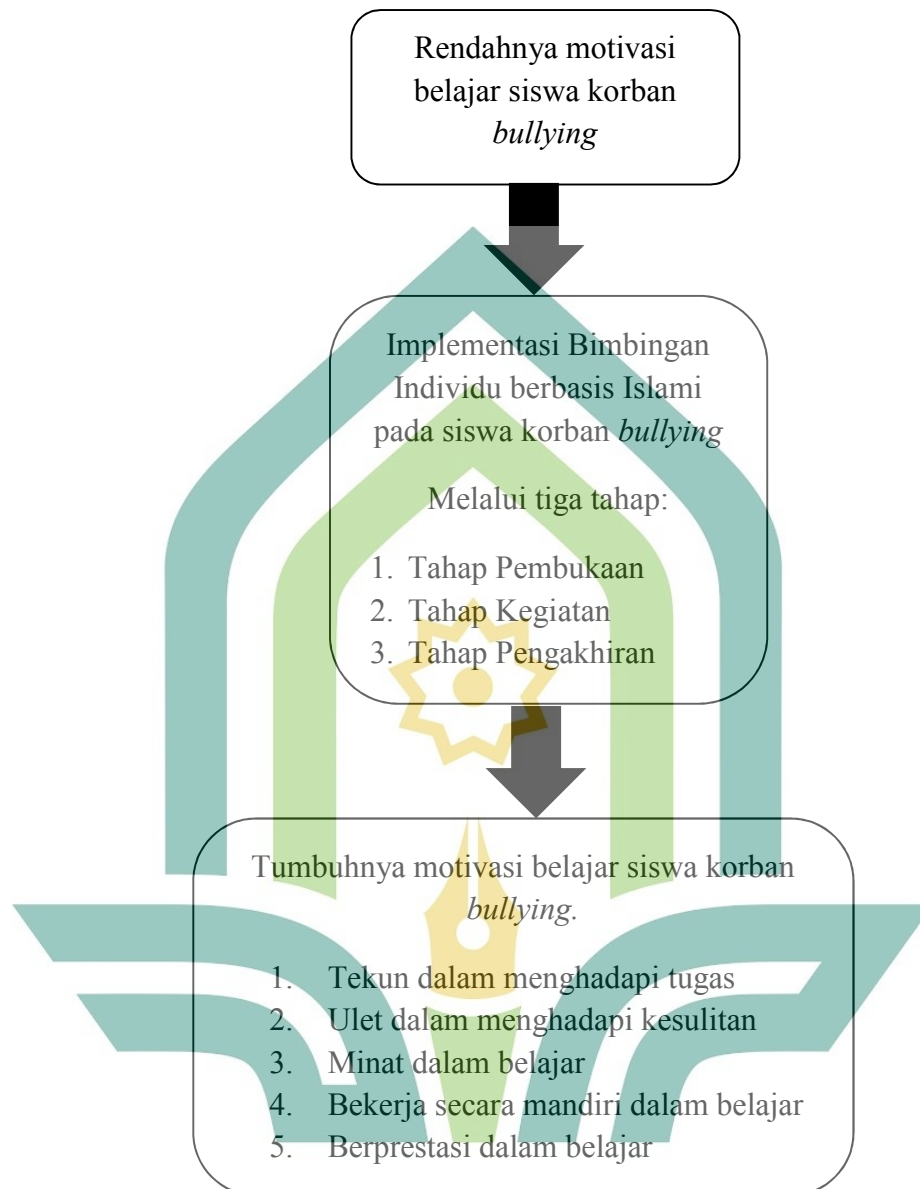 Rendahnya motivasi
belajar siswa korban
bullying
Implementasi Bimbingan
Individu berbasis Islami
pada siswa korban bullying
Melalui tiga tahap:
1. Tahap Pembukaan
2. Tahap Kegiatan
3. Tahap Pengakhiran
Tumbuhnya motivasi belajar siswa korban
bullying.
1. Tekun dalam menghadapi tugas
2. Ulet dalam menghadapi kesulitan
3. Minat dalam belajar
4. Bekerja secara mandiri dalam belajar
5. Berprestasi dalam belajar